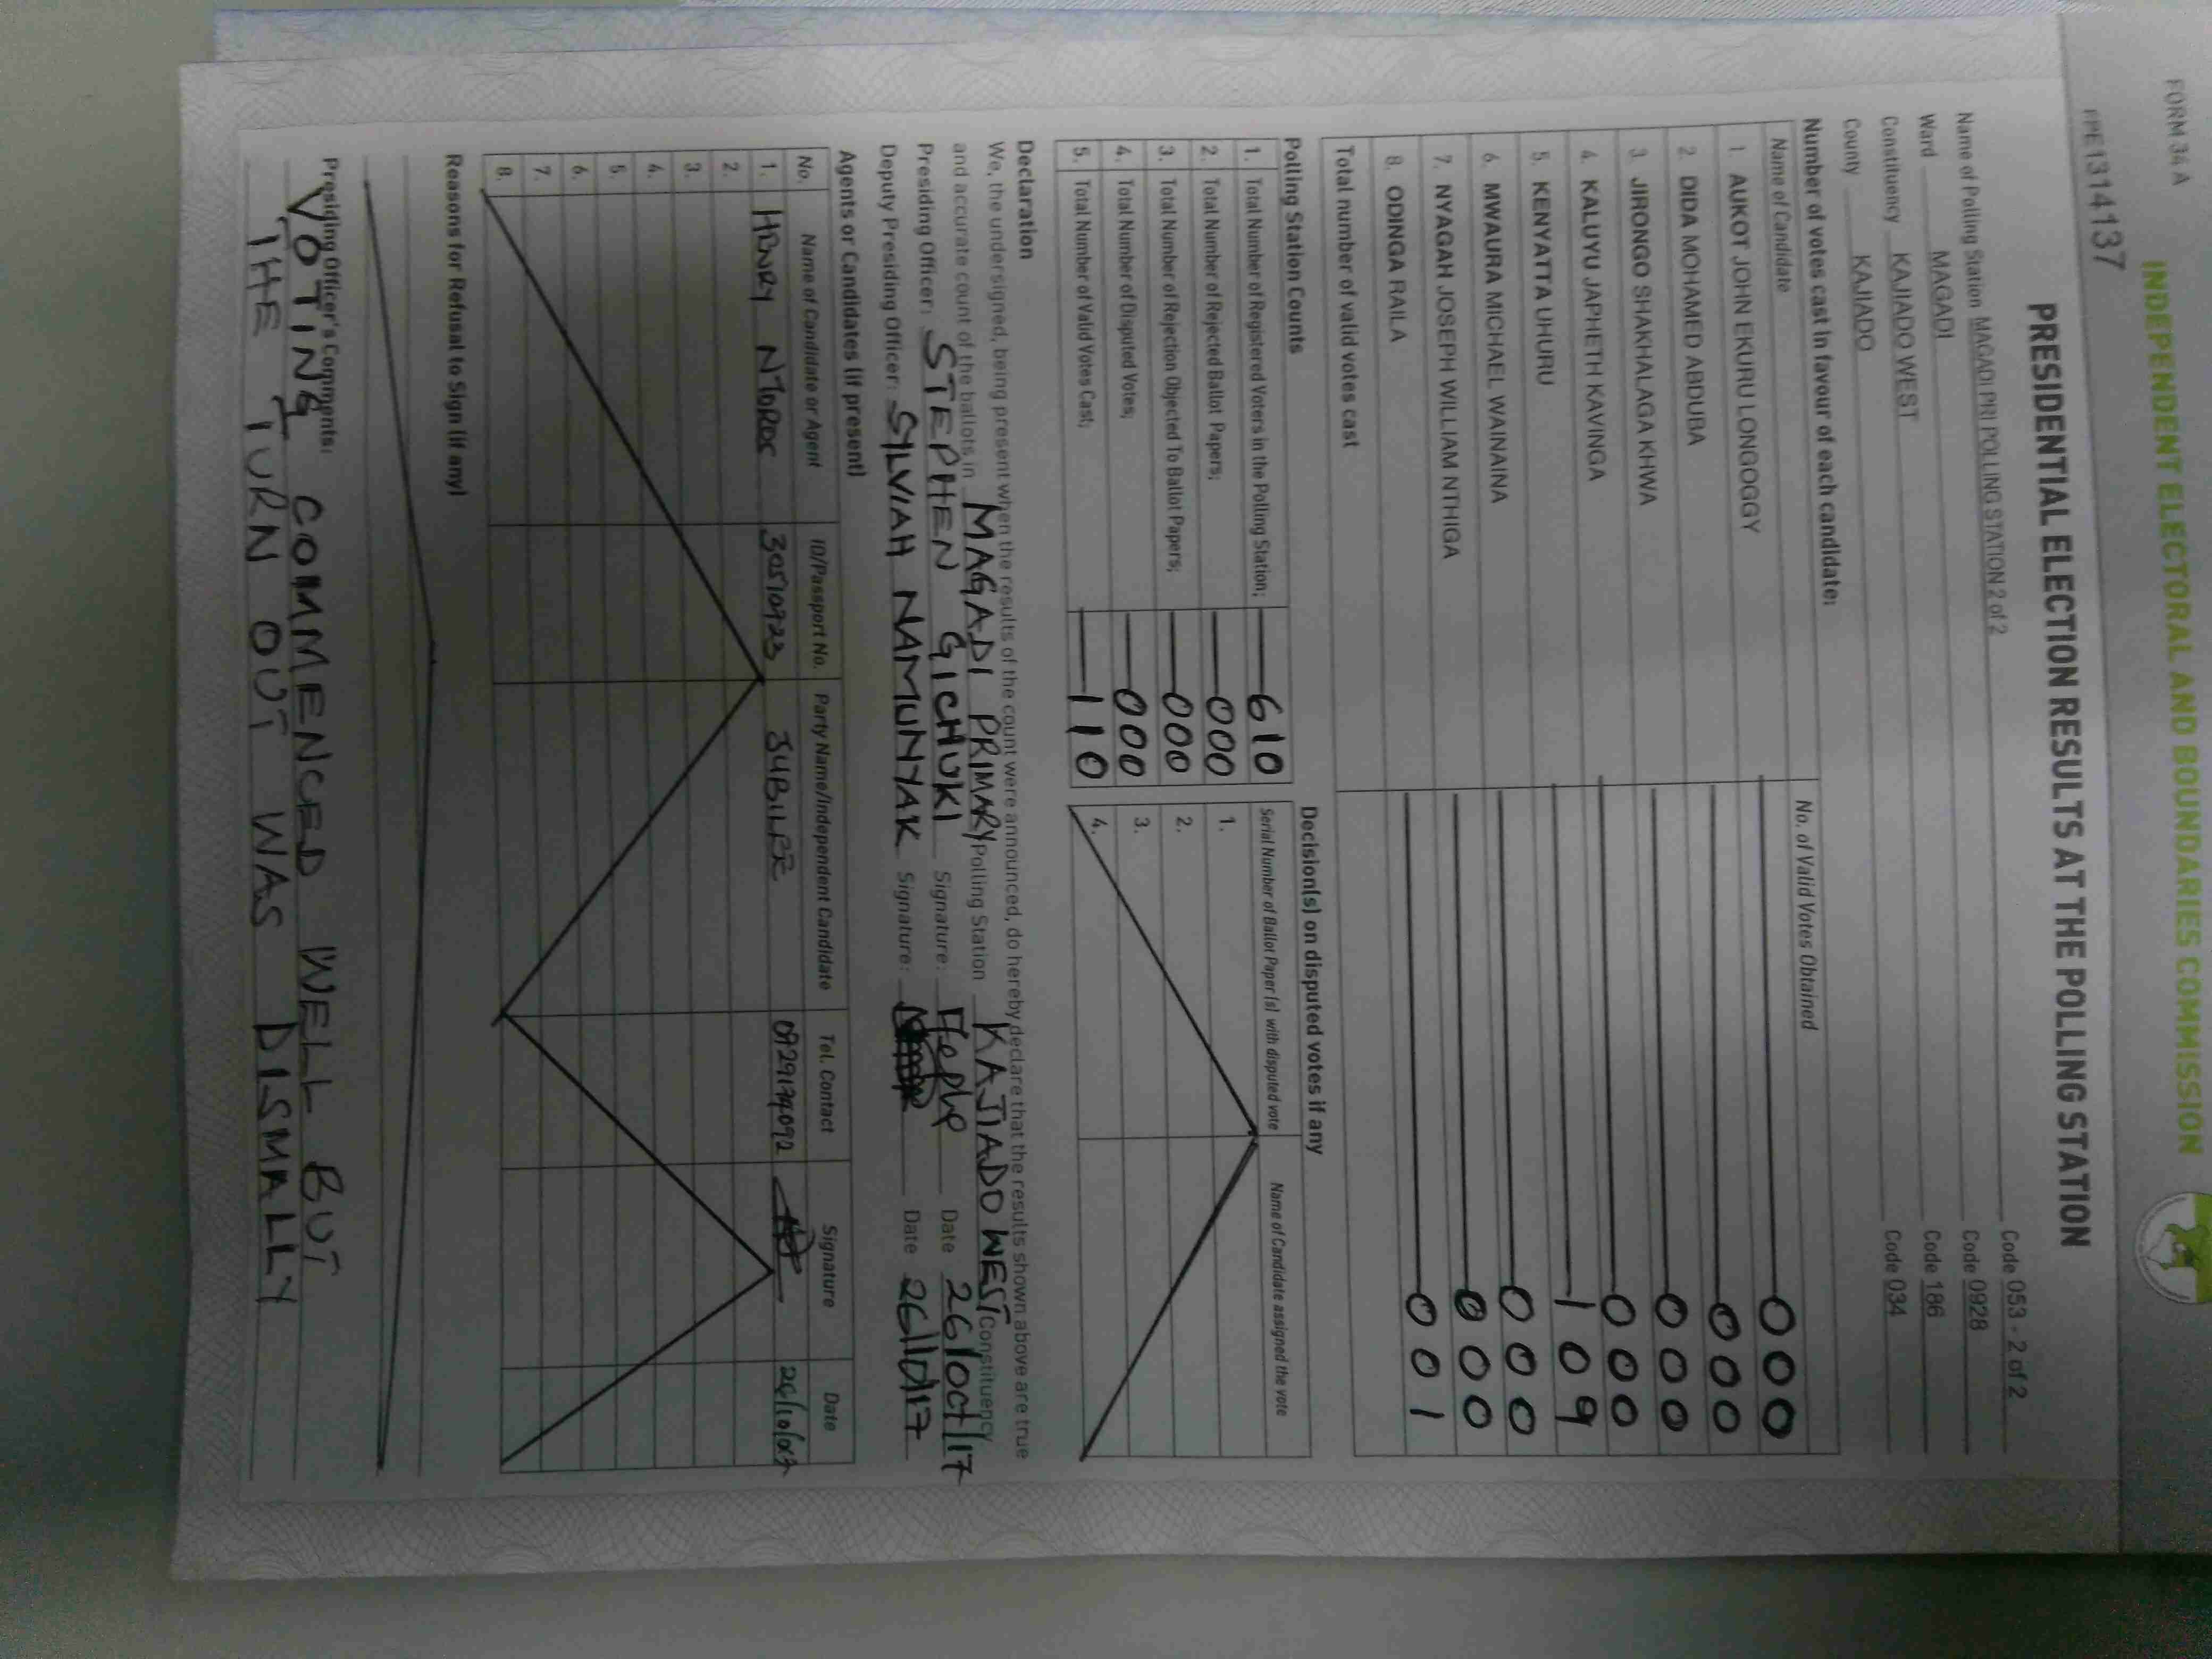 FORM 34 A
INDEPENDENT ELECTORAL AND BOUNDARIES COMMISSION
PRE1314137
PRESIDENTIAL ELECTION RESULTS AT THE POLLING STATION
Name of Polling Station MAGADI PRI POLLING STATION 2 of 2 Code 053 - 2 of 2
Ward MAGADI Code 0928
Constituency KAJIADO WEST Code 186
County KAJIADO Code 034
Number of votes cast in favour of each candidate:
Name of Candidate No. of Valid Votes Obtained
1. AUKOT JOHN EKURU LONGOGGY 000
2. DIDA MOHAMED ABDUBA 000
3. JIRONGO SHAKHALAGA KHWA 000
4. KALUYU JAPHETH KAVINGA 000
5. KENYATTA UHURU 109
6. MWAURA MICHAEL WAINAINA 000
7. NYAGAH JOSEPH WILLIAM NTHIGA 000
8. ODINGA RAILA 001
Total number of valid votes cast
Polling Station Counts Decision(s) on disputed votes if any
1. Total Number of Registered Voters in the Polling Station; 610 Serial Number of Ballot Paper (s) with disputed vote Name of Candidate assigned the vote
2. Total Number of Rejected Ballot Papers; 000 1.
3. Total Number of Rejection Objected To Ballot Papers; 000 2.
4. Total Number of Disputed Votes; 000 3.
5. Total Number of Valid Votes Cast; 110 4.
Declaration
We, the undersigned, being present when the results of the count were announced, do hereby declare that the results shown above are true
and accurate count of the ballots in MAGADI PRIMARY Polling Station KAJIADO WEST Constituency
Presiding Officer: STEPHEN GICHUKI Signature: Date 26/Oct/17
Deputy Presiding Officer: SYLVIAH NAMUNYAK Signature: Date 26/10/17
Agents or Candidates (if present)
No. Name of Candidate or Agent ID/Passport No. Party Name/Independent Candidate Tel. Contact Signature Date
1. HENRY 30510923 JUBILEE
2.
3.
4.
5.
6.
7.
8.
Reasons for Refusal to Sign (if any)
Presiding Officer's Comments:
VOTING COMMENCED WELL BUT
THE TURN OUT WAS DISMALLY